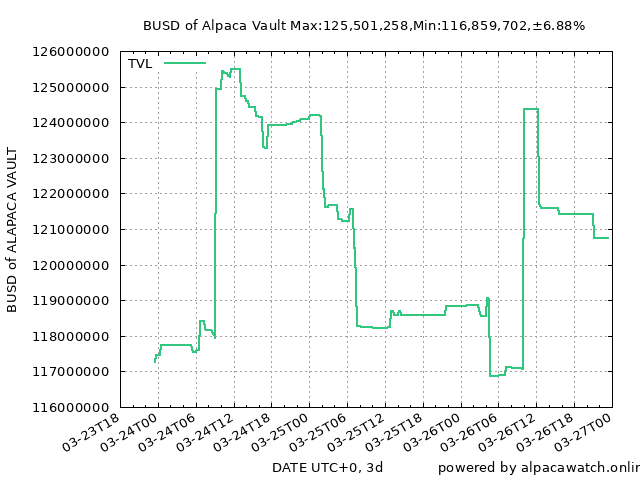 BUSD of Alpaca Vault Max:125,501,258,Min:116,859,702,±6.88%
TVL
126000000
125000000
124000000
123000000
122000000
121000000
120000000
119000000
118000000
117000000
116000000
BUSD of ALAPACA VAULT
03-23T18
03-24T00
03-24T06
03-24T12
03-24T18
03-25T00
03-25T06
03-25T12
03-25T18
03-26T00
03-26T06
03-26T12
03-26T18
03-27T00
DATE UTC+0, 3d
powered by alpacawatch.onlin